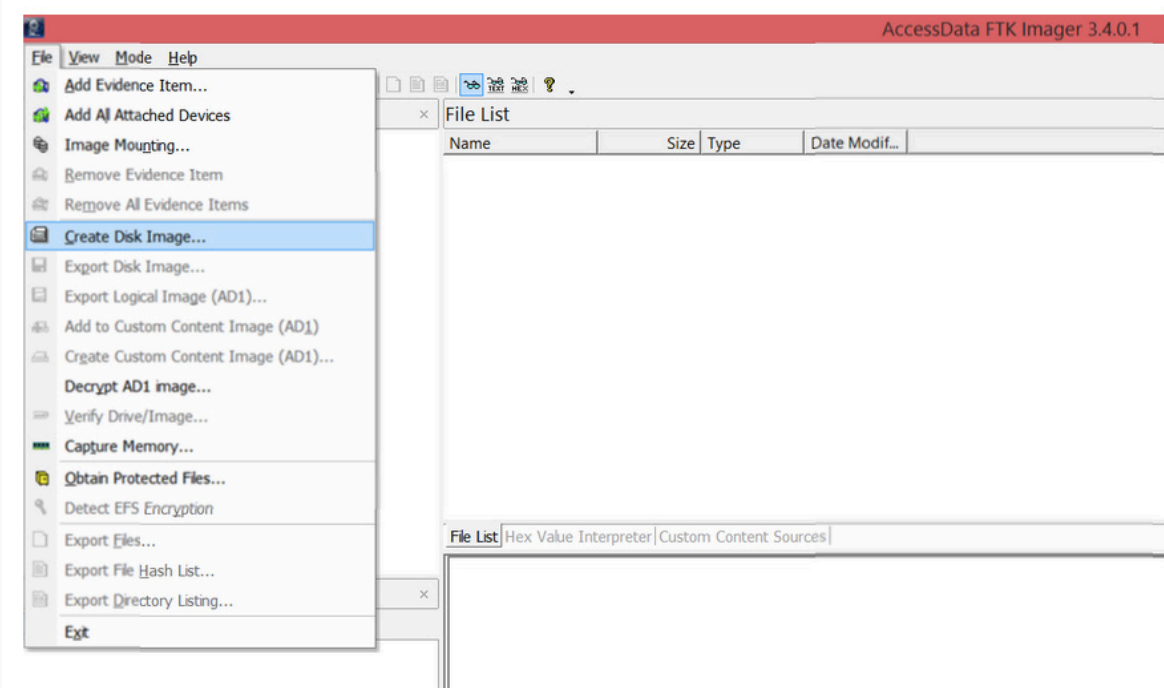 AccessData FTK Imager 3.4.0.1
File View Mode Help
Add Evidence Item...
Add All Attached Devices
Image Mounting...
Remove Evidence Item
Remove All Evidence Items
Create Disk Image...
Export Disk Image...
Export Logical Image (AD1)...
Add to Custom Content Image (AD1)
Create Custom Content Image (AD1)...
Decrypt AD1 image...
Verify Drive/Image...
Capture Memory...
Obtain Protected Files...
Detect EFS Encryption
Export Files...
Export File Hash List...
Export Directory Listing...
Exit
TEXT HEX
File List
Name Size Type Date Modif...
File List Hex Value Interpreter Custom Content Sources